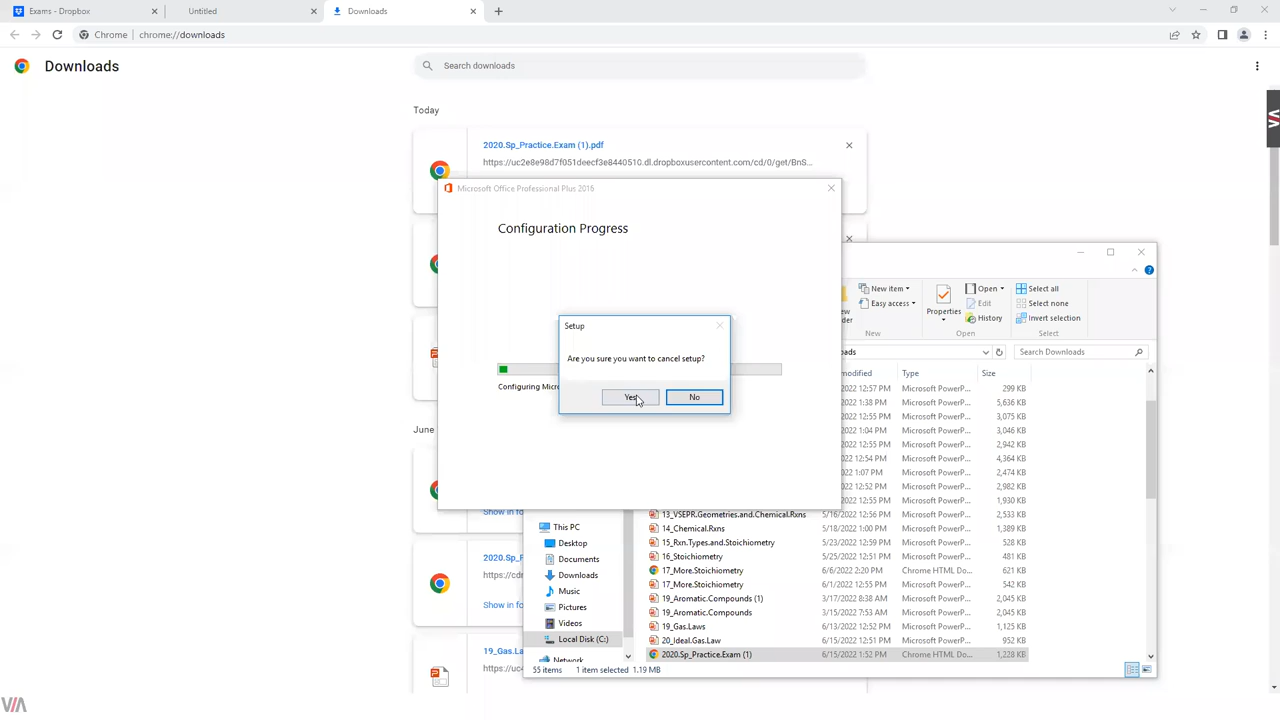 Exams - Dropbox
Untitled
Downloads
Chrome
chrome://downloads
Downloads
Search downloads
Today
2020.Sp_Practice.Exam (1).pdf
https://uc2e8e98d7f051deecf3e8440510.dl.dropboxusercontent.com/cd/0/get/BnS...
Microsoft Office Professional Plus 2016
Configuration Progress
Setup
Are you sure you want to cancel setup?
Yes
No
Configuring Micro
New item
Easy access
New
Properties
Open
Edit
History
Open
Select all
Select none
Invert selection
Select
Search Downloads
Type
Size
2022 12:57 PM Microsoft PowerP... 299 KB
2022 1:38 PM Microsoft PowerP... 5,636 KB
2022 12:55 PM Microsoft PowerP... 3,075 KB
2022 1:04 PM Microsoft PowerP... 3,046 KB
2022 12:55 PM Microsoft PowerP... 2,942 KB
2022 12:54 PM Microsoft PowerP... 4,364 KB
2022 1:07 PM Microsoft PowerP... 2,474 KB
2022 12:52 PM Microsoft PowerP... 2,982 KB
2022 12:55 PM Microsoft PowerP... 1,930 KB
13_VSEPR.Geometries.and.Chemical.Rxns 5/16/2022 12:56 PM Microsoft PowerP... 2,533 KB
14_Chemical.Rxns 5/18/2022 1:00 PM Microsoft PowerP... 1,389 KB
15_Rxn.Types.and.Stoichiometry 5/23/2022 12:59 PM Microsoft PowerP... 528 KB
16_Stoichiometry 5/25/2022 12:51 PM Microsoft PowerP... 481 KB
17_More.Stoichiometry 6/6/2022 2:20 PM Chrome HTML Do... 621 KB
17_More.Stoichiometry 6/1/2022 12:55 PM Microsoft PowerP... 542 KB
19_Aromatic.Compounds (1) 3/17/2022 8:38 AM Microsoft PowerP... 2,045 KB
19_Aromatic.Compounds 3/15/2022 7:53 AM Microsoft PowerP... 2,045 KB
19_Gas.Laws 6/13/2022 12:52 PM Microsoft PowerP... 1,125 KB
20_Ideal.Gas.Law 6/15/2022 12:51 PM Microsoft PowerP... 952 KB
2020.Sp_Practice.Exam (1) 6/15/2022 1:52 PM Chrome HTML Do... 1,228 KB
This PC
Desktop
Documents
Downloads
Music
Pictures
Videos
Local Disk (C:)
Network
55 items 1 item selected 1.19 MB
June
Show in fo
2020.Sp_P
https://cd
Show in fo
19_Gas.La
https://uc
VIA
VIA